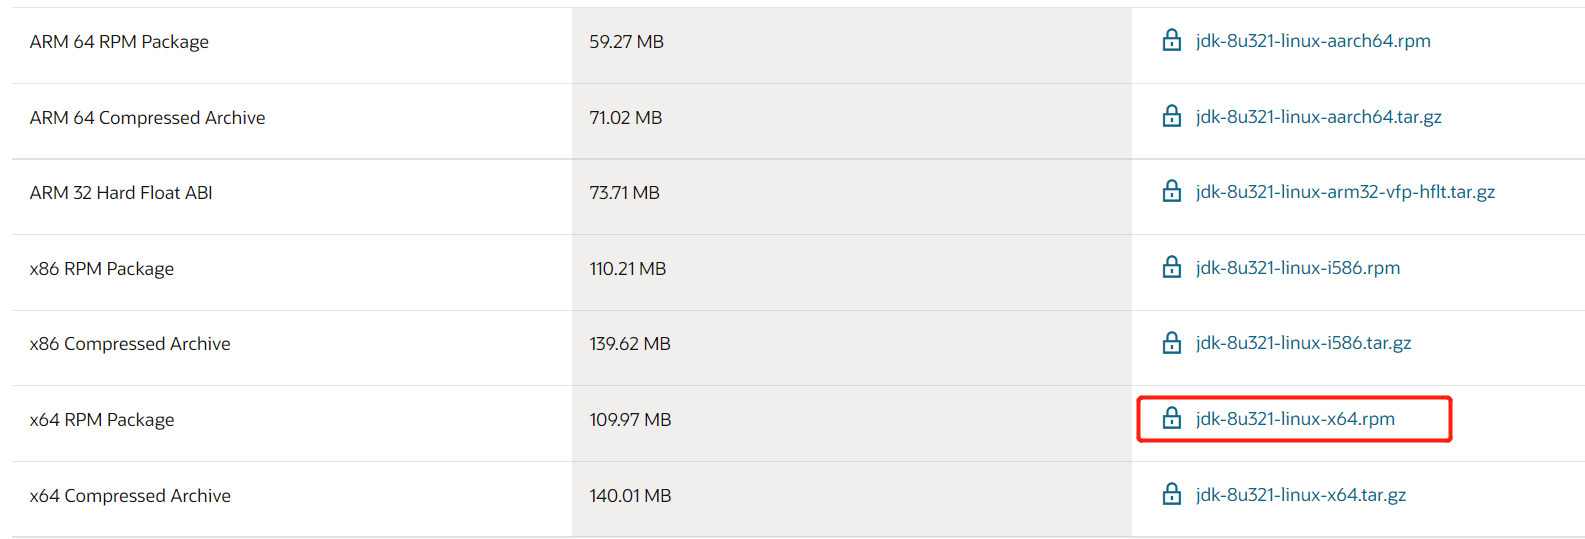 ARM 64 RPM Package 59.27 MB jdk-8u321-linux-aarch64.rpm
ARM 64 Compressed Archive 71.02 MB jdk-8u321-linux-aarch64.tar.gz
ARM 32 Hard Float ABI 73.71 MB jdk-8u321-linux-arm32-vfp-hflt.tar.gz
x86 RPM Package 110.21 MB jdk-8u321-linux-i586.rpm
x86 Compressed Archive 139.62 MB jdk-8u321-linux-i586.tar.gz
x64 RPM Package 109.97 MB jdk-8u321-linux-x64.rpm
x64 Compressed Archive 140.01 MB jdk-8u321-linux-x64.tar.gz